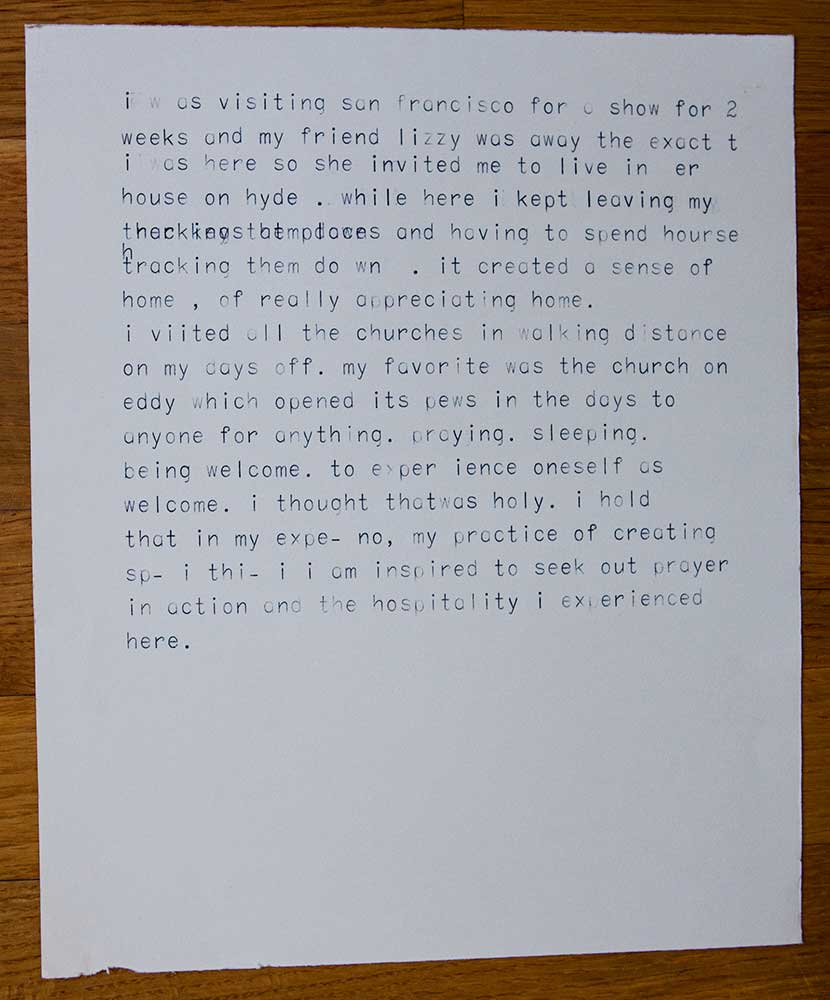 i was visiting san francisco for a show for 2
weeks and my friend lizzy was away the exact t
i was here so she invited me to live in er
house on hyde . while here i kept leaving my
and having to spend hourse
tracking them do wn . it created a sense of
home , of really appreciating home.
i viited all the churches in walking distance
on my days off. my favorite was the church on
eddy which opened its pews in the days to
anyone for anything. praying. sleeping.
being welcome. to exper ience oneself as
welcome. i thought thatwas holy. i hold
that in my expe- no, my practice of creating
sp- i thi- i i am inspired to seek out prayer
in action and the hospitality i experienced
here.